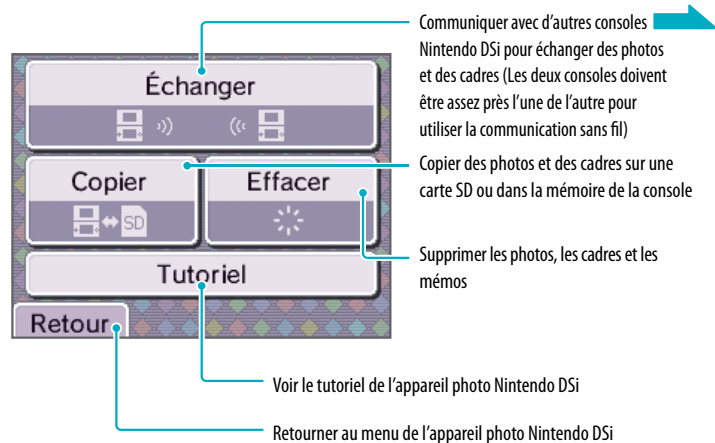 Communiquer avec d'autres consoles
Nintendo DSi pour échanger des photos
et des cadres (Les deux consoles doivent
être assez près l'une de l'autre pour
utiliser la communication sans fil)
Échanger
Copier des photos et des cadres sur une
carte SD ou dans la mémoire de la console
Copier
Effacer
SD
Supprimer les photos, les cadres et les
mémos
Tutoriel
Retour
Voir le tutoriel de l'appareil photo Nintendo DSi
Retourner au menu de l'appareil photo Nintendo DSi